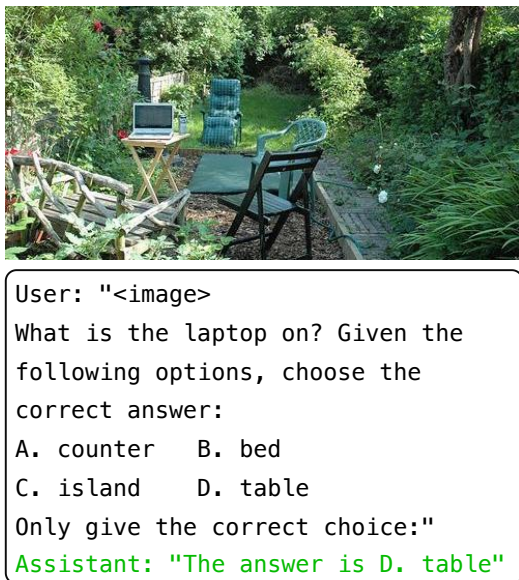 User: "<image>
What is the laptop on? Given the
following options, choose the
correct answer:
A. counter   B. bed
C. island    D. table
Only give the correct choice:"
Assistant: "The answer is D. table"